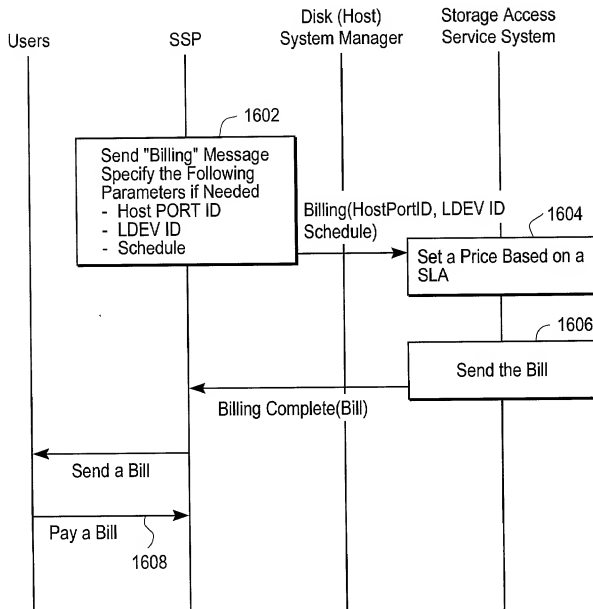 Users
SSP
Disk (Host)
System Manager
Storage Access
Service System
1602
Send "Billing" Message
Specify the Following
Parameters if Needed
- Host PORT ID
- LDEV ID
- Schedule
Billing(HostPortID, LDEV ID
Schedule)
1604
Set a Price Based on a
SLA
1606
Send the Bill
Billing Complete(Bill)
Send a Bill
Pay a Bill
1608